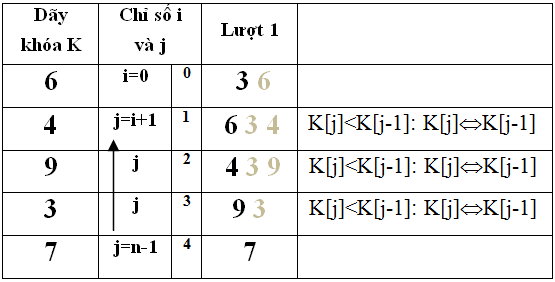 Dãy khóa K Chỉ số i và j Lượt 1
6 i=0 0 3 6
4 j=i+1 1 6 3 4 K[j]<K[j-1]: K[j]⇔K[j-1]
9 j 2 4 3 9 K[j]<K[j-1]: K[j]⇔K[j-1]
3 j 3 9 3 K[j]<K[j-1]: K[j]⇔K[j-1]
7 j=n-1 4 7